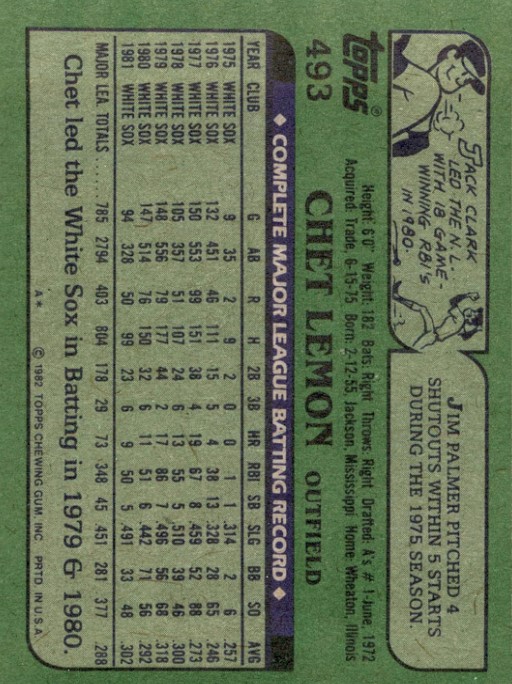 JACK CLARK
LED THE N.L.
WITH 18 GAME-
WINNING RBI'S
IN 1980.
JIM PALMER PITCHED 4
SHUTOUTS WITHIN 5 STARTS
DURING THE 1975 SEASON.
TOPPS®
493 CHET LEMON OUTFIELD
Height: 6'0" Weight: 182 Bats: Right Throws: Right Drafted: A's # 1-June, 1972
Acquired: Trade, 6-15-75 Born: 2-12-55, Jackson, Mississippi Home: Wheaton, Illinois
◆ COMPLETE MAJOR LEAGUE BATTING RECORD ◆
YEAR CLUB G AB R H 2B 3B HR RBI SB SLG BB SO AVG
1975 WHITE SOX 9 35 2 9 2 0 0 1 1 .314 2 6 .257
1976 WHITE SOX 132 451 46 111 15 5 4 38 13 .328 28 65 .246
1977 WHITE SOX 150 553 99 151 38 4 19 67 8 .459 52 88 .273
1978 WHITE SOX 105 357 51 107 24 6 13 55 5 .510 39 46 .300
1979 WHITE SOX 148 556 79 177 44 2 17 86 7 .496 56 68 .318
1980 WHITE SOX 147 514 76 150 32 6 11 51 6 .442 71 56 .292
1981 WHITE SOX 94 328 50 99 23 6 9 50 5 .491 33 48 .302
MAJOR LEA. TOTALS 785 2794 403 804 178 29 73 348 45 .451 281 377 .288
Chet led the White Sox in Batting in 1979 & 1980.
A* © 1982 TOPPS CHEWING GUM, INC. PRTD. IN U.S.A.